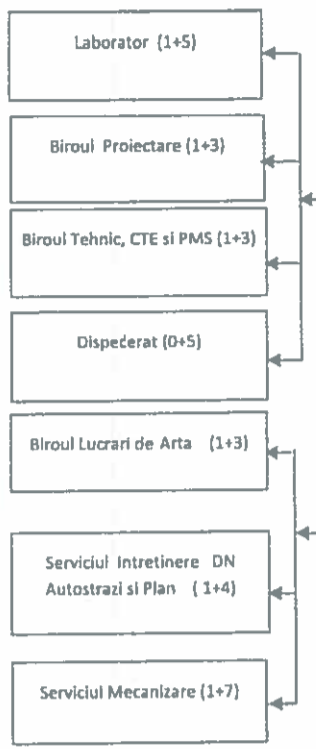 Laborator (1+5)
Biroul Proiectare (1+3)
Biroul Tehnic, CTE si PMS (1+3)
Dispecerat (0+5)
Biroul Lucrari de Arta (1+3)
Serviciul Intretinere DN
Autostrazi si Plan ( 1+4)
Serviciul Mecanizare (1+7)